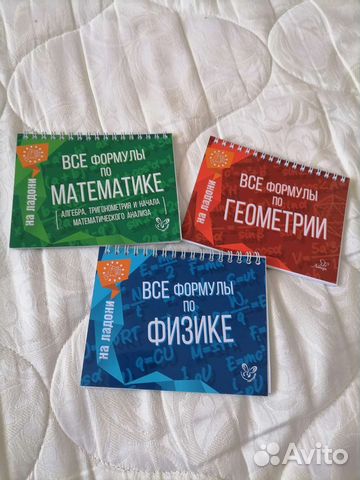 ВСЕ ФОРМУЛЫ
ПО
МАТЕМАТИКЕ
АЛГЕБРА, ТРИГОНОМЕТРИЯ И НАЧАЛА
МАТЕМАТИЧЕСКОГО АНАЛИЗА
НА ЛАДОНИ
ВСЕ ФОРМУЛЫ
ПО
ГЕОМЕТРИИ
НА ЛАДОНИ
ВСЕ ФОРМУЛЫ
ПО
ФИЗИКЕ
НА ЛАДОНИ
Avito